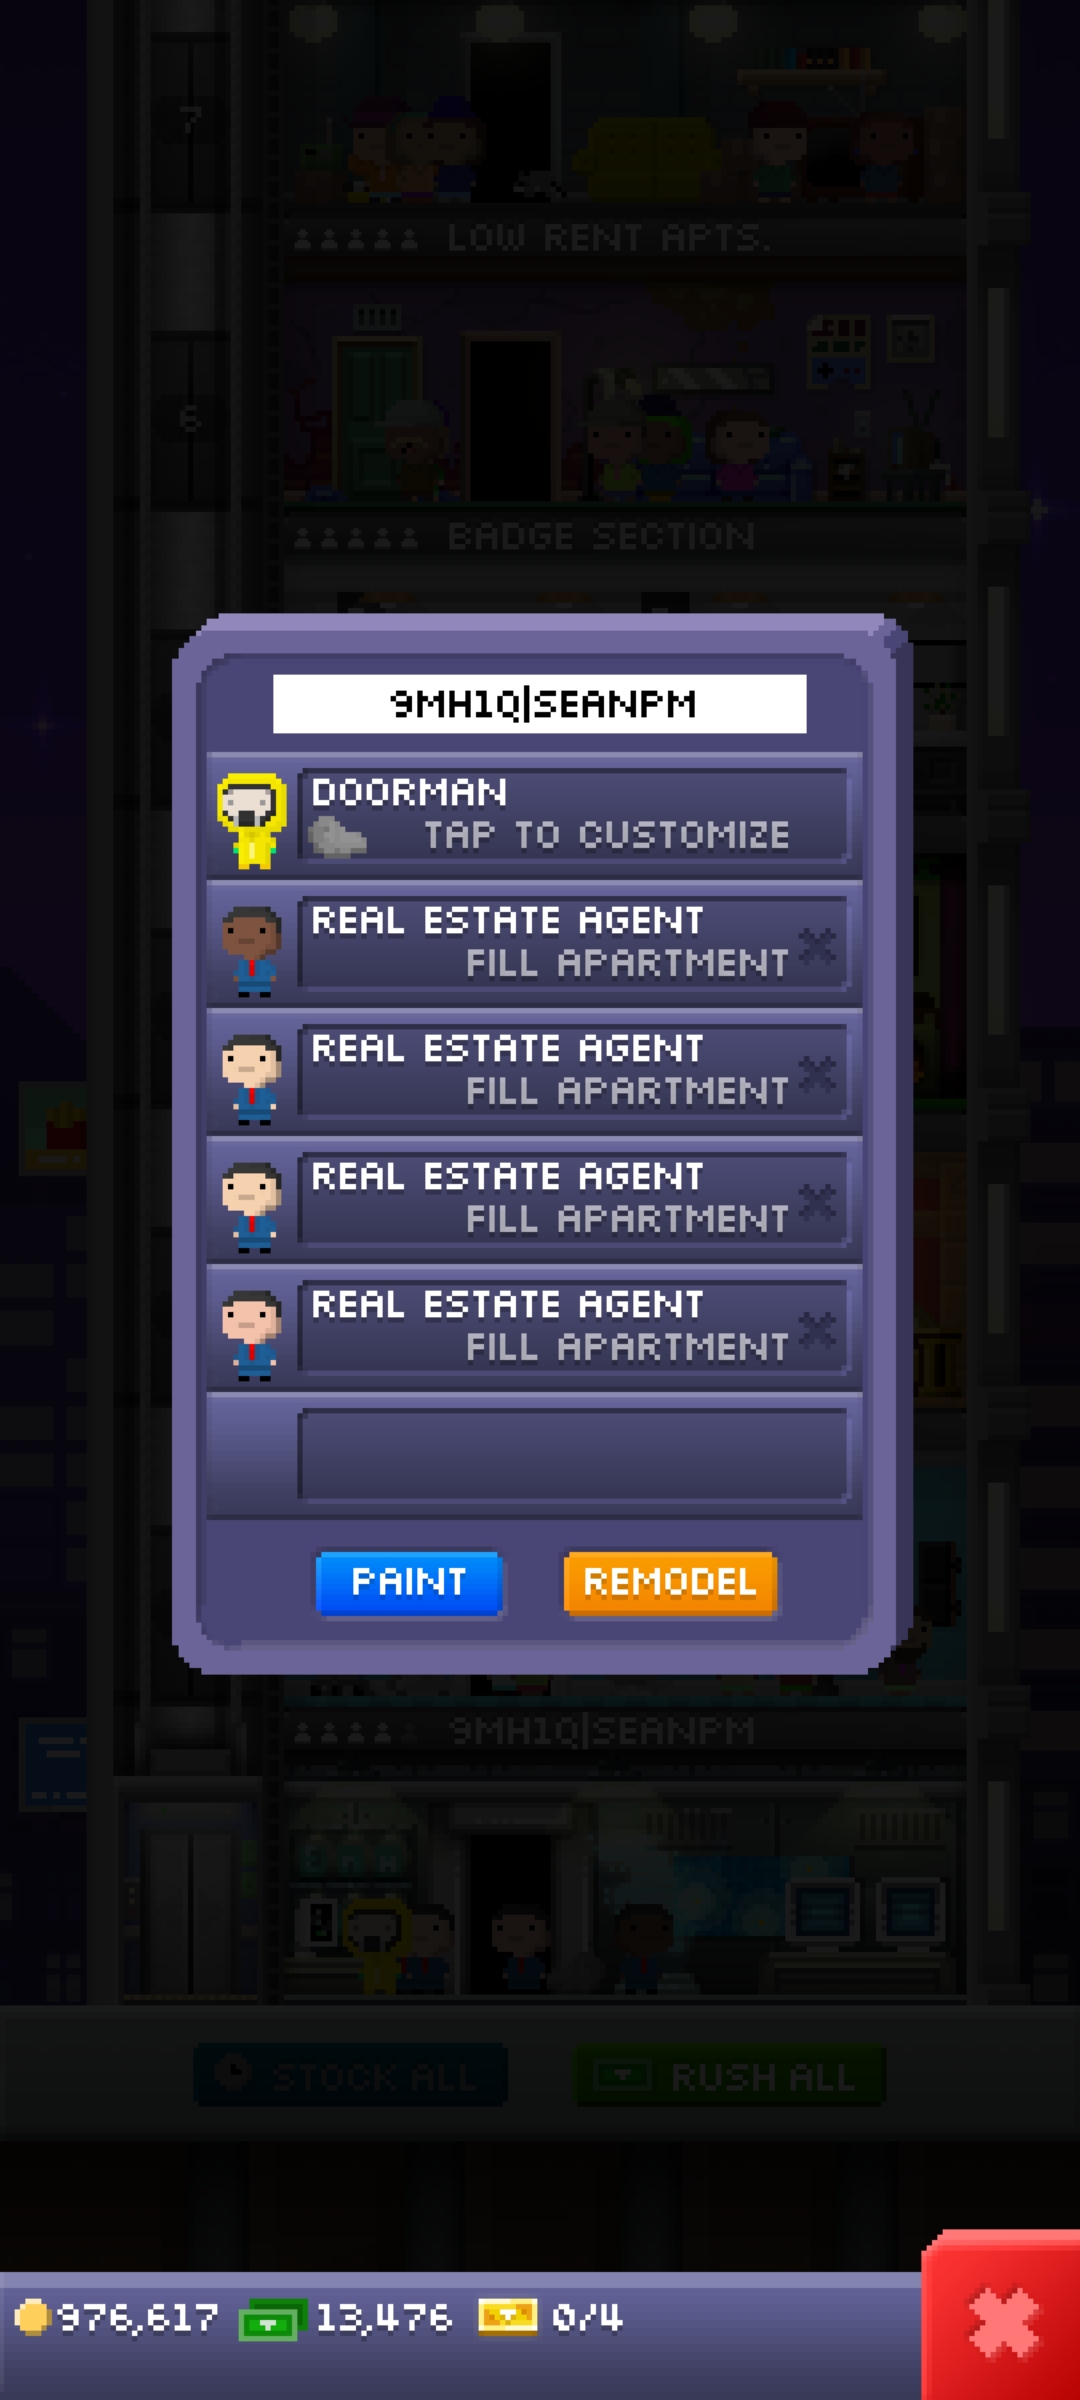 7
LOW RENT APTS.
6
BADGE SECTION
9MH1Q|SEANPM
DOORMAN
TAP TO CUSTOMIZE
REAL ESTATE AGENT
FILL APARTMENT
REAL ESTATE AGENT
FILL APARTMENT
REAL ESTATE AGENT
FILL APARTMENT
REAL ESTATE AGENT
FILL APARTMENT
PAINT
REMODEL
9MH1Q|SEANPM
STOCK ALL
RUSH ALL
976,617
13,476
0/4